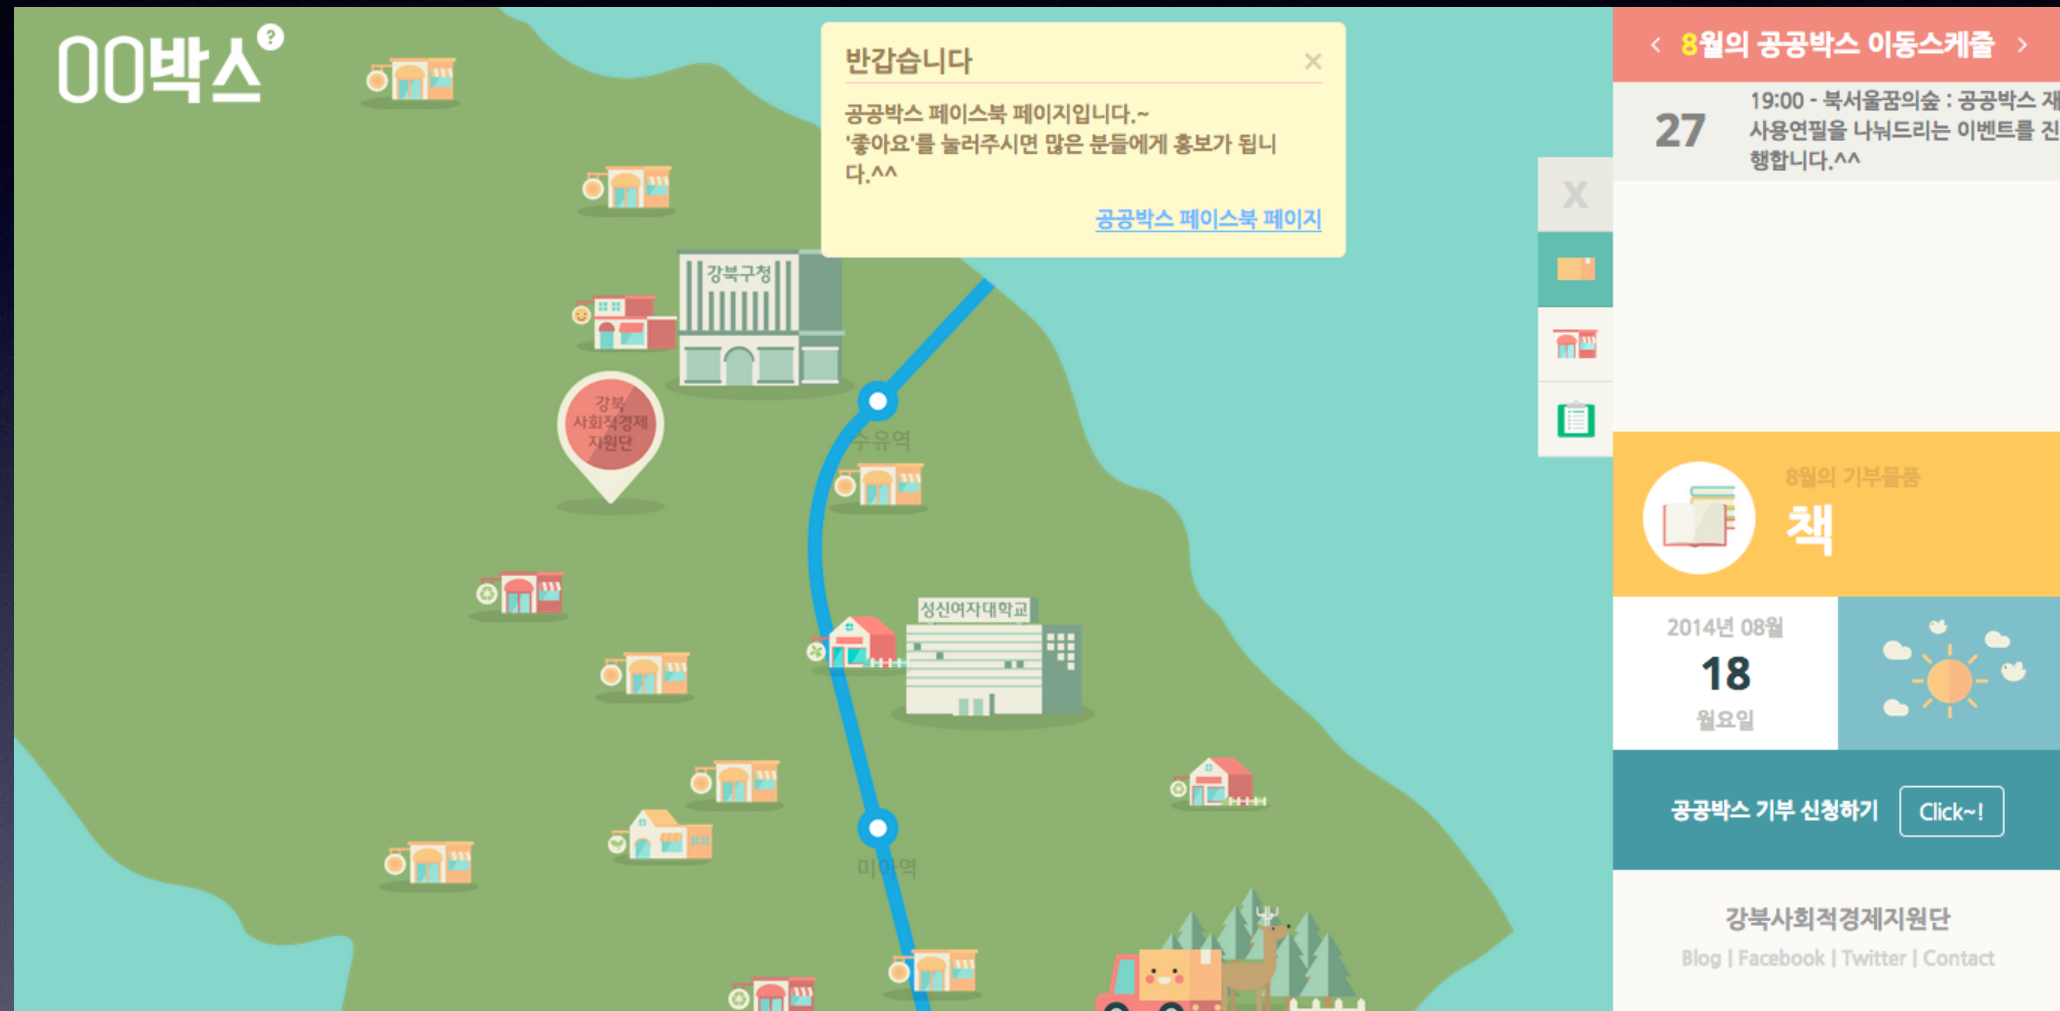 00박스 ?
반갑습니다 ×
공공박스 페이스북 페이지입니다.~
'좋아요'를 눌러주시면 많은 분들에게 홍보가 됩니
다.^^
공공박스 페이스북 페이지
강북구청
강북
사회적경제
지원단
수유역
성신여자대학교
미아역
X
< 8월의 공공박스 이동스케줄 >
27
19:00 - 북서울꿈의숲 : 공공박스 재
사용연필을 나눠드리는 이벤트를 진
행합니다.^^
8월의 기부물품
책
2014년 08월
18
월요일
공공박스 기부 신청하기 Click~!
강북사회적경제지원단
Blog | Facebook | Twitter | Contact